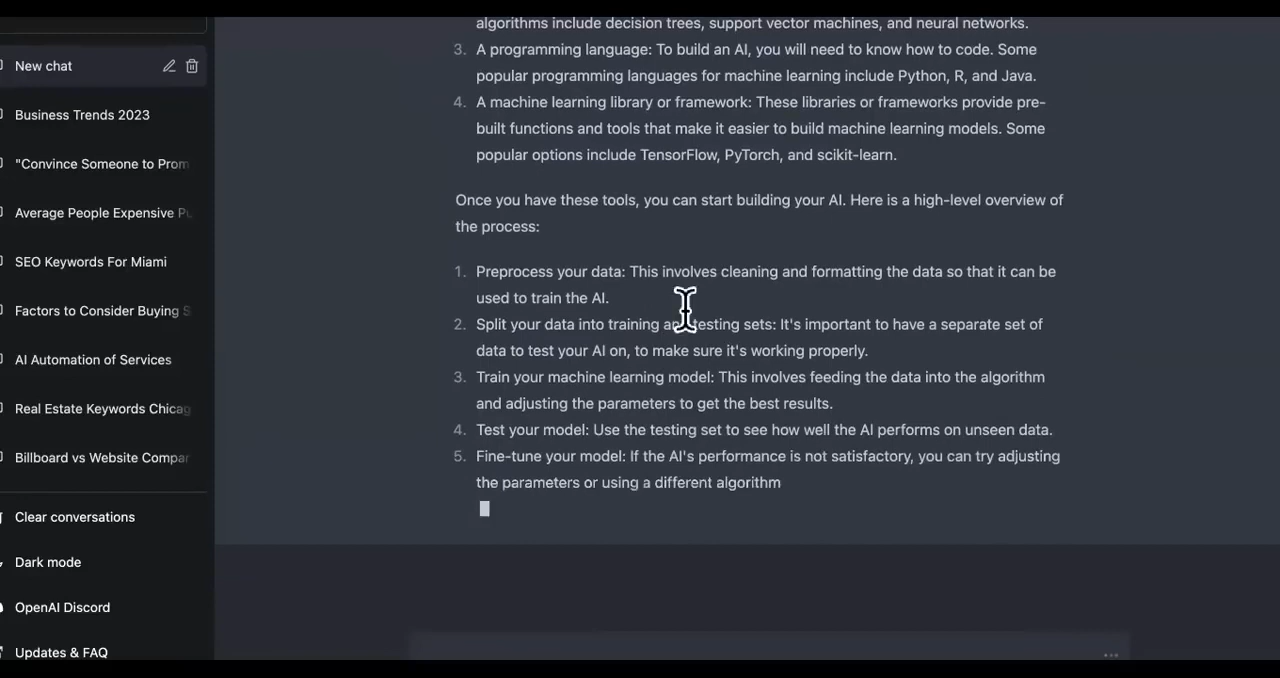 New chat
Business Trends 2023
"Convince Someone to Prom
Average People Expensive Pu
SEO Keywords For Miami
Factors to Consider Buying S
AI Automation of Services
Real Estate Keywords Chicag
Billboard vs Website Compar
Clear conversations
Dark mode
OpenAI Discord
Updates & FAQ
algorithms include decision trees, support vector machines, and neural networks.
3. A programming language: To build an AI, you will need to know how to code. Some
popular programming languages for machine learning include Python, R, and Java.
4. A machine learning library or framework: These libraries or frameworks provide pre-
built functions and tools that make it easier to build machine learning models. Some
popular options include TensorFlow, PyTorch, and scikit-learn.
Once you have these tools, you can start building your AI. Here is a high-level overview of
the process:
1. Preprocess your data: This involves cleaning and formatting the data so that it can be
used to train the AI.
2. Split your data into training and testing sets: It's important to have a separate set of
data to test your AI on, to make sure it's working properly.
3. Train your machine learning model: This involves feeding the data into the algorithm
and adjusting the parameters to get the best results.
4. Test your model: Use the testing set to see how well the AI performs on unseen data.
5. Fine-tune your model: If the AI's performance is not satisfactory, you can try adjusting
the parameters or using a different algorithm